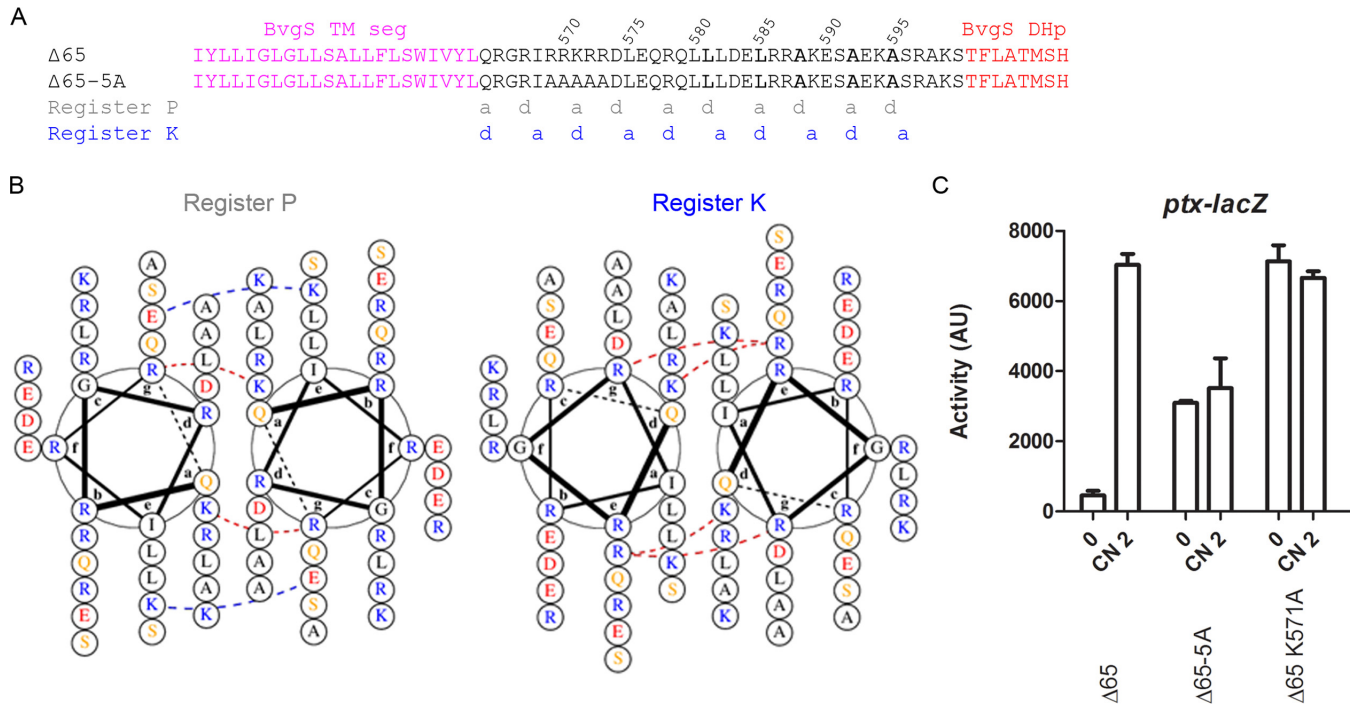 A
BvgS TM seg
570
575
580
585
590
595
BvgS DHp
Δ65
IYLLIGLGLLSALLFLSWIVYLQRGRIRRKRRDLEQRQLLLDELRRAKESAEKASRAKSTFLATMSH
Δ65-5A
IYLLIGLGLLSALLFLSWIVYLQRGRIAAAAADLEQRQLLLDELRRAKESAEKASRAKSTFLATMSH
Register P
a d a d a d a d a d
Register K
d a d a d a d a d a
B
Register P
K R L R G c
A S E Q R g
A A L D R d
R E D E R f
R R Q R E S b
I L L K S e
Q K R L A K a
K A L R K Q a
S K L L I e
S E R Q R R b
R E D E R f
R D L A A d
R Q E S A g
G R L R K c
Register K
A S E Q R c
A A L D R g
K A L R K Q d
K R L R G f
R E D E R b
R R Q R E S e
I L L K S a
S K L L I a
S E R Q R R e
R E D E R b
Q K R L A K d
R D L A A g
R Q E S A c
G R L R K f
C
ptx-lacZ
Activity (AU)
8000
6000
4000
2000
0
0
CN 2
0
CN 2
0
CN 2
Δ65
Δ65-5A
Δ65 K571A